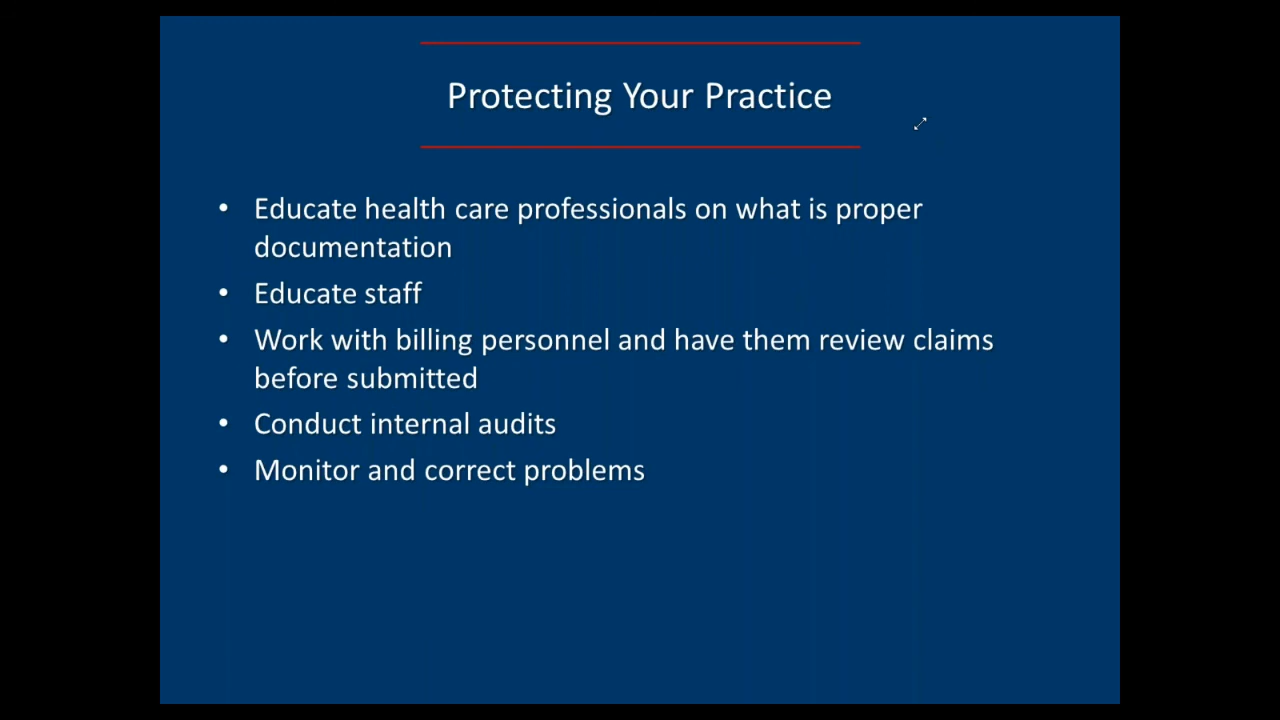 Protecting Your Practice
• Educate health care professionals on what is proper
documentation
• Educate staff
• Work with billing personnel and have them review claims
before submitted
• Conduct internal audits
• Monitor and correct problems